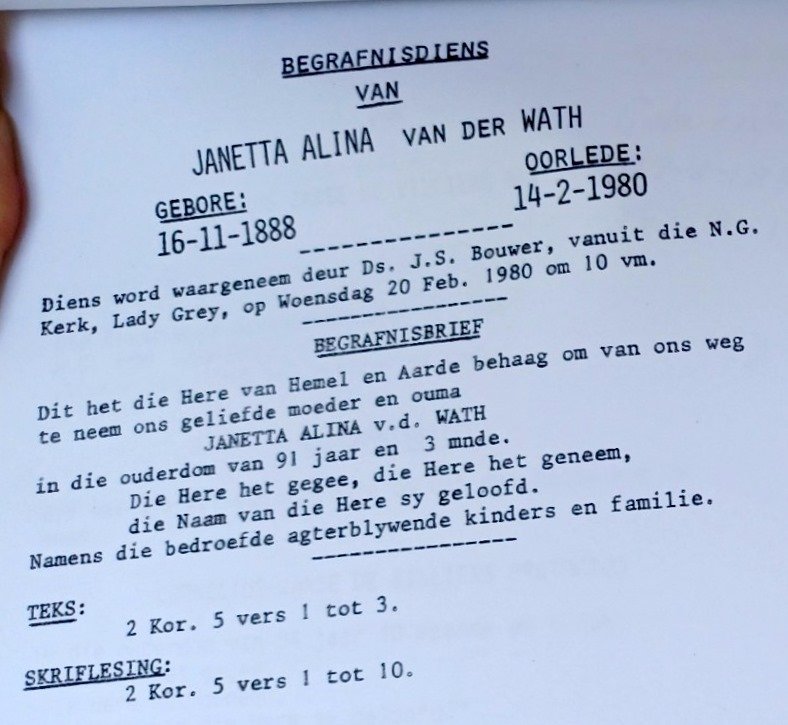 BEGRAFNISDIENS
VAN
JANETTA ALINA VAN DER WATH
GEBORE: OORLEDE:
16-11-1888 14-2-1980
Diens word waargeneem deur Ds. J.S. Bouwer, vanuit die N.G.
Kerk, Lady Grey, op Woensdag 20 Feb. 1980 om 10 vm.
BEGRAFNISBRIEF
Dit het die Here van Hemel en Aarde behaag om van ons weg
te neem ons geliefde moeder en ouma
JANETTA ALINA v.d. WATH
in die ouderdom van 91 jaar en 3 mnde.
Die Here het gegee, die Here het geneem,
die Naam van die Here sy geloofd.
Namens die bedroefde agterblywende kinders en familie.
TEKS:
2 Kor. 5 vers 1 tot 3.
SKRIFLESING:
2 Kor. 5 vers 1 tot 10.